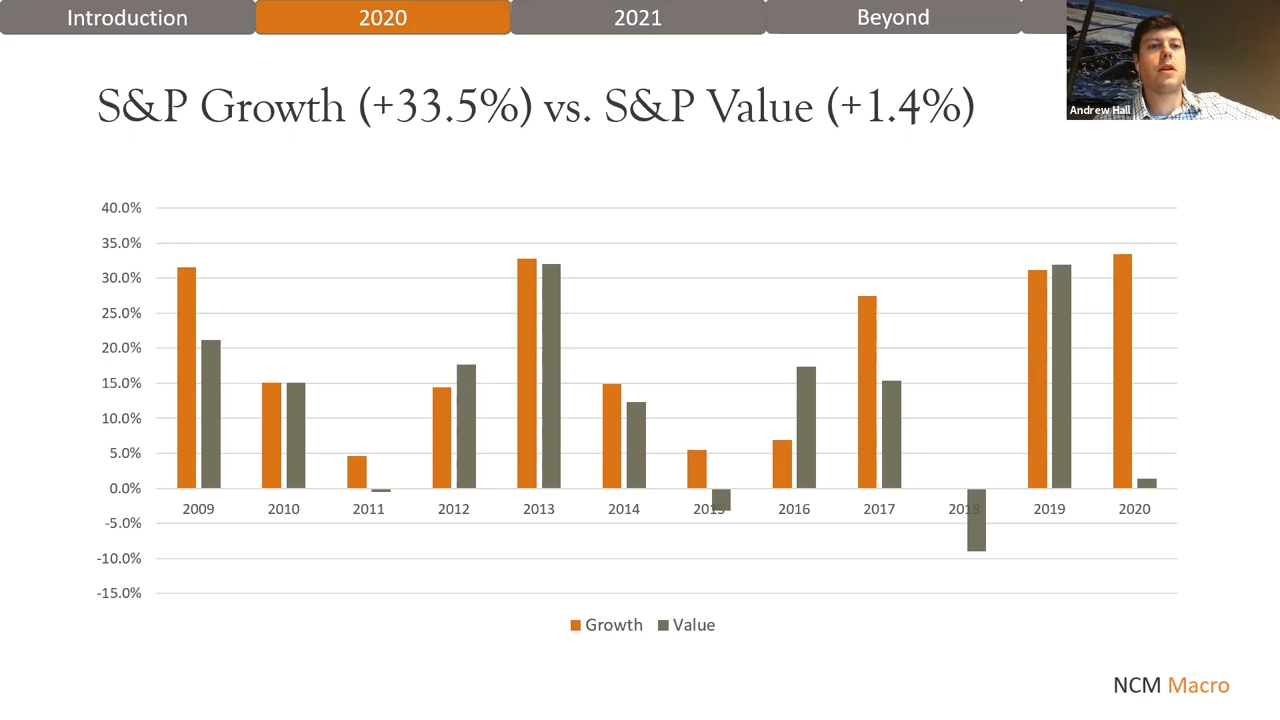 Introduction
2020
2021
Beyond
Andrew Hall
S&P Growth (+33.5%) vs. S&P Value (+1.4%)
40.0%
35.0%
30.0%
25.0%
20.0%
15.0%
10.0%
5.0%
0.0%
-5.0%
-10.0%
-15.0%
2009 2010 2011 2012 2013 2014 2015 2016 2017 2018 2019 2020
Growth Value
NCM Macro